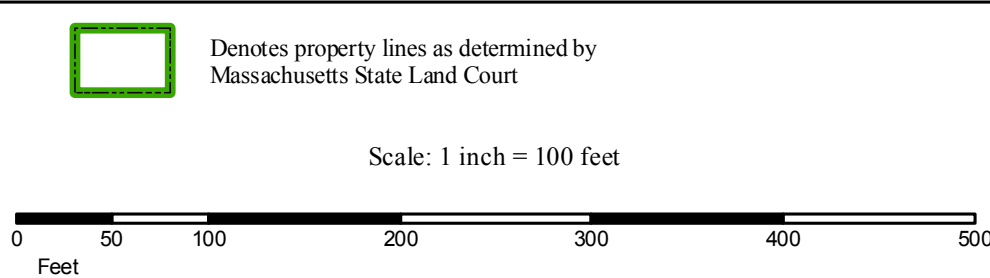 Denotes property lines as determined by
Massachusetts State Land Court
Scale: 1 inch = 100 feet
0 50 100 200 300 400 500
Feet